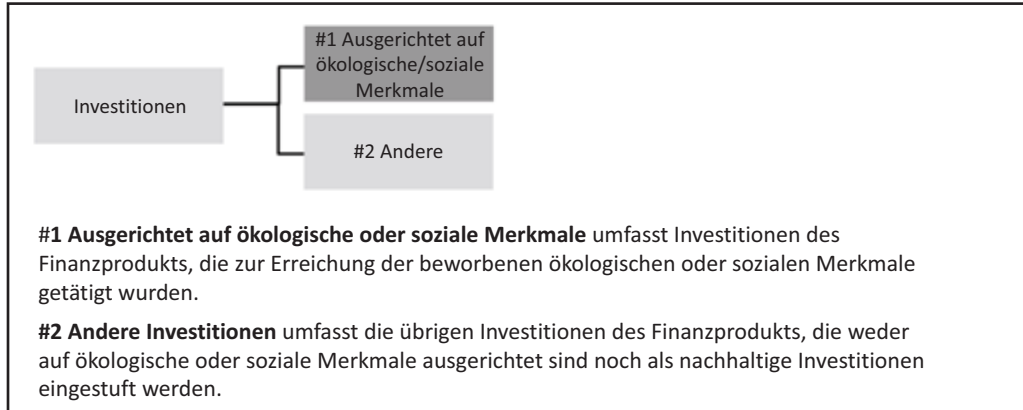 #1 Ausgerichtet auf
ökologische/soziale
Merkmale
Investitionen
#2 Andere
#1 Ausgerichtet auf ökologische oder soziale Merkmale umfasst Investitionen des
Finanzprodukts, die zur Erreichung der beworbenen ökologischen oder sozialen Merkmale
getätigt wurden.
#2 Andere Investitionen umfasst die übrigen Investitionen des Finanzprodukts, die weder
auf ökologische oder soziale Merkmale ausgerichtet sind noch als nachhaltige Investitionen
eingestuft werden.